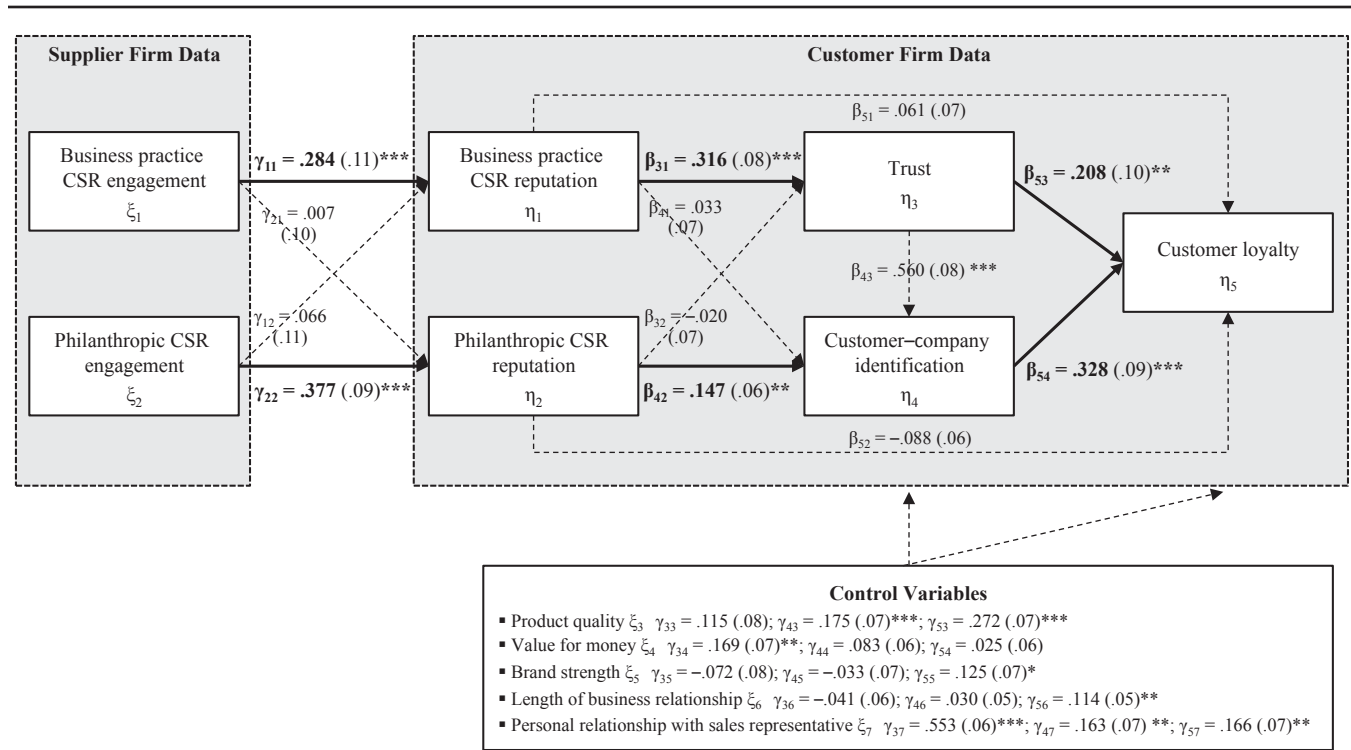 Supplier Firm Data
Customer Firm Data
β₅₁ = .061 (.07)
Business practice
CSR engagement
ξ₁
γ₁₁ = .284 (.11)***
Business practice
CSR reputation
η₁
β₃₁ = .316 (.08)***
Trust
η₃
β₅₃ = .208 (.10)**
γ₂₁ = .007
(.10)
β₄₁ = .033
(.07)
β₄₃ = .560 (.08) ***
Customer loyalty
η₅
γ₁₂ = .066
(.11)
β₃₂ = −.020
(.07)
Philanthropic CSR
engagement
ξ₂
γ₂₂ = .377 (.09)***
Philanthropic CSR
reputation
η₂
β₄₂ = .147 (.06)**
Customer–company
identification
η₄
β₅₄ = .328 (.09)***
β₅₂ = −.088 (.06)
Control Variables
▪ Product quality ξ₃ γ₃₃ = .115 (.08); γ₄₃ = .175 (.07)***; γ₅₃ = .272 (.07)***
▪ Value for money ξ₄ γ₃₄ = .169 (.07)**; γ₄₄ = .083 (.06); γ₅₄ = .025 (.06)
▪ Brand strength ξ₅ γ₃₅ = −.072 (.08); γ₄₅ = −.033 (.07); γ₅₅ = .125 (.07)*
▪ Length of business relationship ξ₆ γ₃₆ = −.041 (.06); γ₄₆ = .030 (.05); γ₅₆ = .114 (.05)**
▪ Personal relationship with sales representative ξ₇ γ₃₇ = .553 (.06)***; γ₄₇ = .163 (.07) **; γ₅₇ = .166 (.07)**